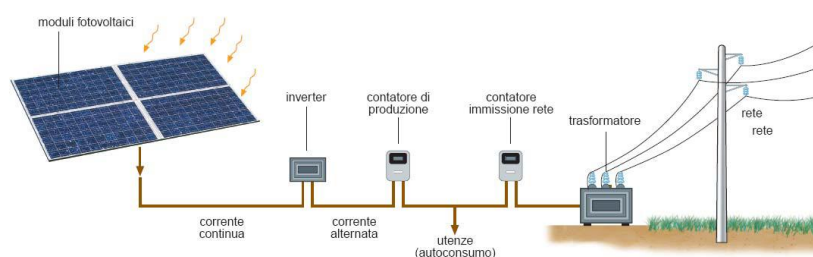 moduli fotovoltaici
inverter
contatore di
produzione
contatore
immissione rete
trasformatore
rete
rete
corrente
continua
corrente
alternata
utenze
(autoconsumo)